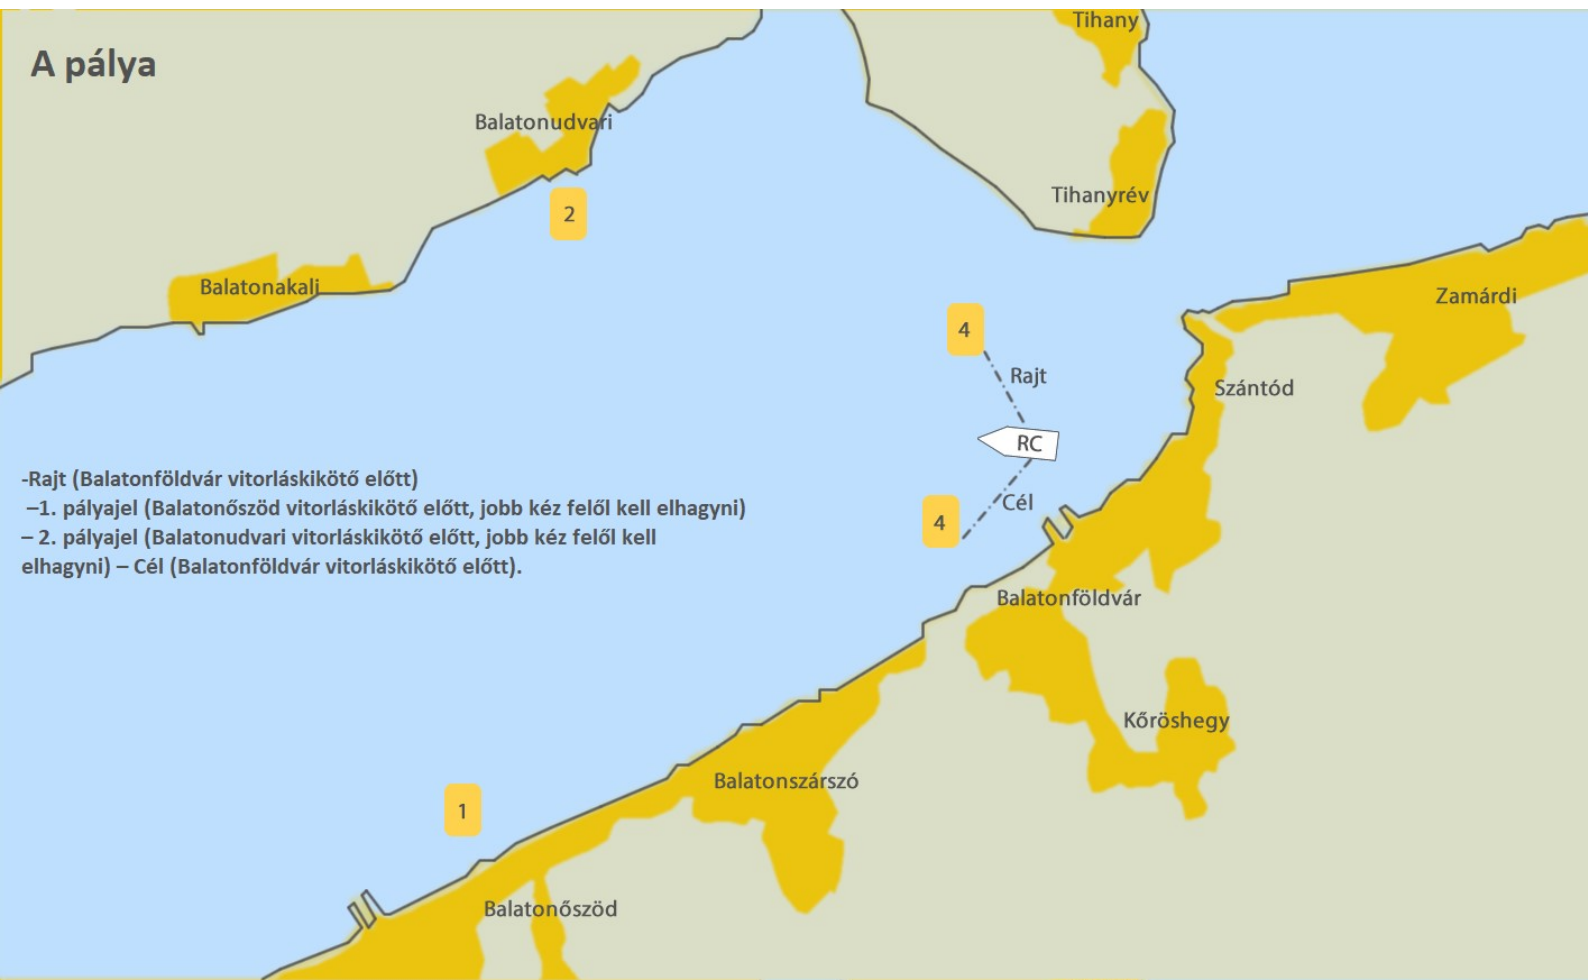 Tihany
A pálya
Balatonudvari
Tihanyrév
2
Balatonakali
Zamárdi
4
Rajt
Szántód
RC
-Rajt (Balatonföldvár vitorláskikötő előtt)
–1. pályajel (Balatonőszöd vitorláskikötő előtt, jobb kéz felől kell elhagyni)
– 2. pályajel (Balatonudvari vitorláskikötő előtt, jobb kéz felől kell
elhagyni) – Cél (Balatonföldvár vitorláskikötő előtt).
Cél
4
Balatonföldvár
Kőröshegy
Balatonszárszó
1
Balatonőszöd